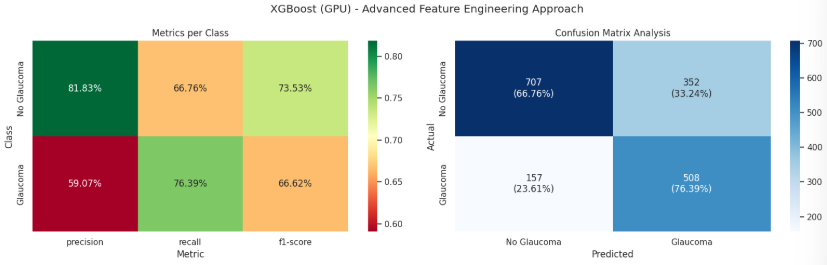 XGBoost (GPU) - Advanced Feature Engineering Approach
Metrics per Class
Class
No Glaucoma
81.83%
66.76%
73.53%
Glaucoma
59.07%
76.39%
66.62%
precision
recall
f1-score
Metric
0.80
0.75
0.70
0.65
0.60
Confusion Matrix Analysis
Actual
No Glaucoma
707
(66.76%)
352
(33.24%)
Glaucoma
157
(23.61%)
508
(76.39%)
No Glaucoma
Glaucoma
Predicted
700
600
500
400
300
200